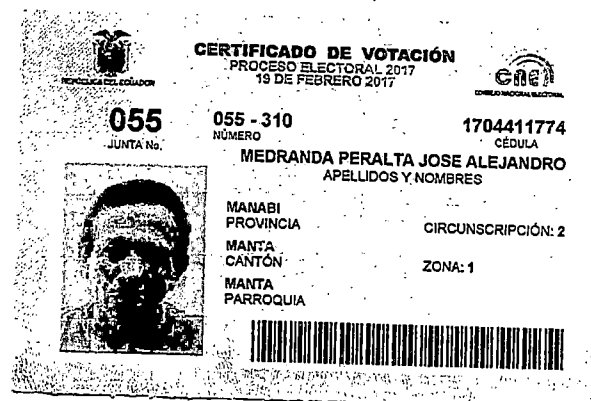 CERTIFICADO DE VOTACIÓN
PROCESO ELECTORAL 2017
19 DE FEBRERO 2017
REPÚBLICA DEL ECUADOR
cne
CONSEJO NACIONAL ELECTORAL
055
JUNTA No.
055 - 310
NÚMERO
1704411774
CÉDULA
MEDRANDA PERALTA JOSE ALEJANDRO
APELLIDOS Y NOMBRES
MANABI
PROVINCIA
CIRCUNSCRIPCIÓN: 2
MANTA
CANTÓN
ZONA: 1
MANTA
PARROQUIA